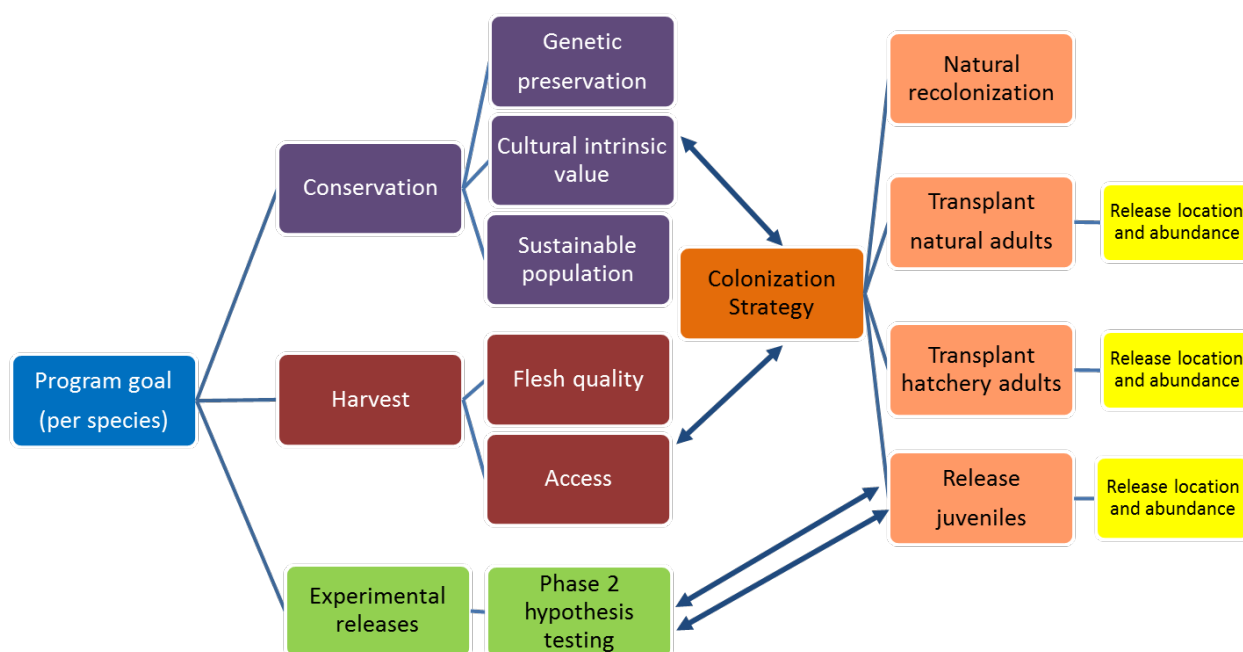 Program goal
(per species)
Conservation
Genetic
preservation
Cultural intrinsic
value
Sustainable
population
Harvest
Flesh quality
Access
Experimental
releases
Phase 2
hypothesis
testing
Colonization
Strategy
Natural
recolonization
Transplant
natural adults
Release location
and abundance
Transplant
hatchery adults
Release location
and abundance
Release
juveniles
Release location
and abundance